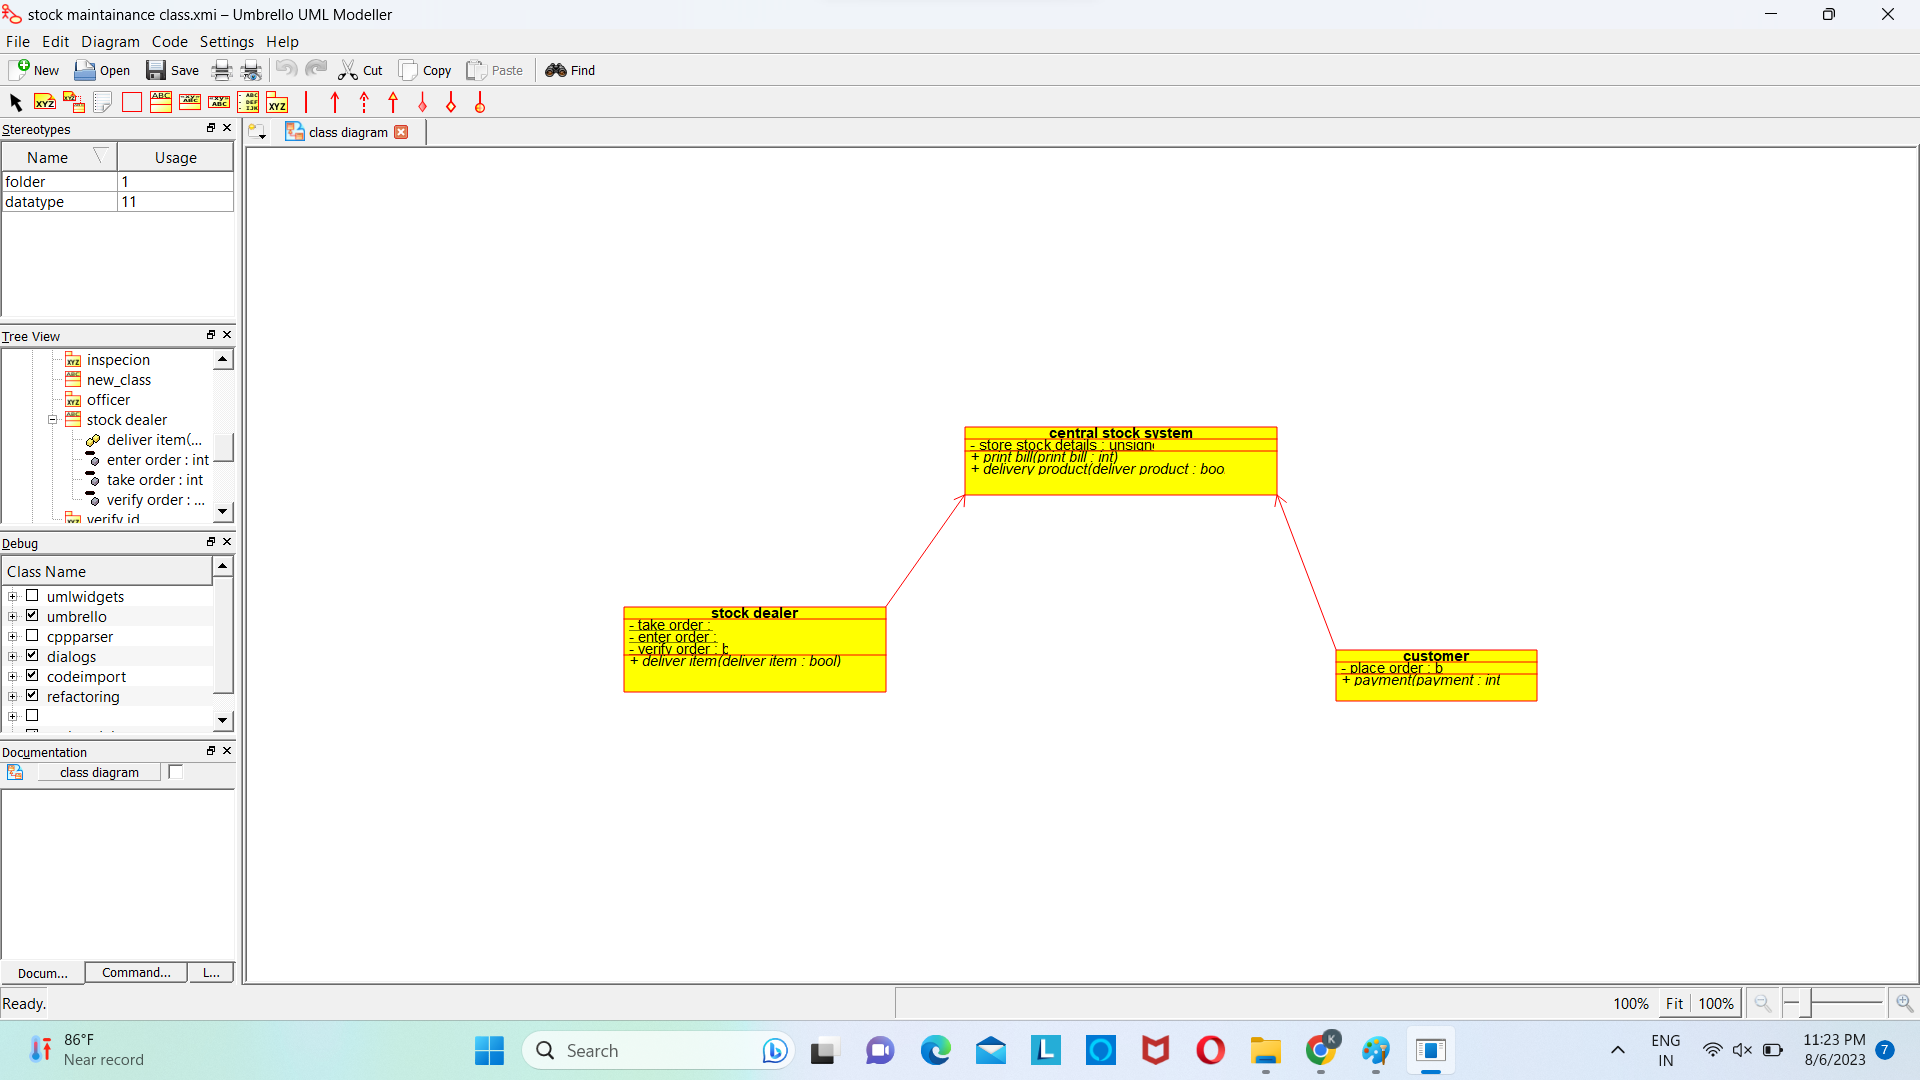 stock maintainance class.xmi – Umbrello UML Modeller
File Edit Diagram Code Settings Help
New Open Save Cut Copy Paste Find
Stereotypes
Name Usage
folder 1
datatype 11
class diagram
Tree View
inspecion
new_class
officer
stock dealer
deliver item(...
enter order : int
take order : int
verify order : ...
verify id
Debug
Class Name
umlwidgets
umbrello
cppparser
dialogs
codeimport
refactoring
Documentation
class diagram
Docum... Command... L...
central stock system
- store stock details : unsigne
+ print bill(print bill : int)
+ delivery product(deliver product : boo
stock dealer
- take order :
- enter order :
- verify order : b
+ deliver item(deliver item : bool)
customer
- place order : b
+ payment(payment : int
Ready.
100% Fit 100%
86°F
Near record
Search
K
ENG
IN
11:23 PM
8/6/2023
7